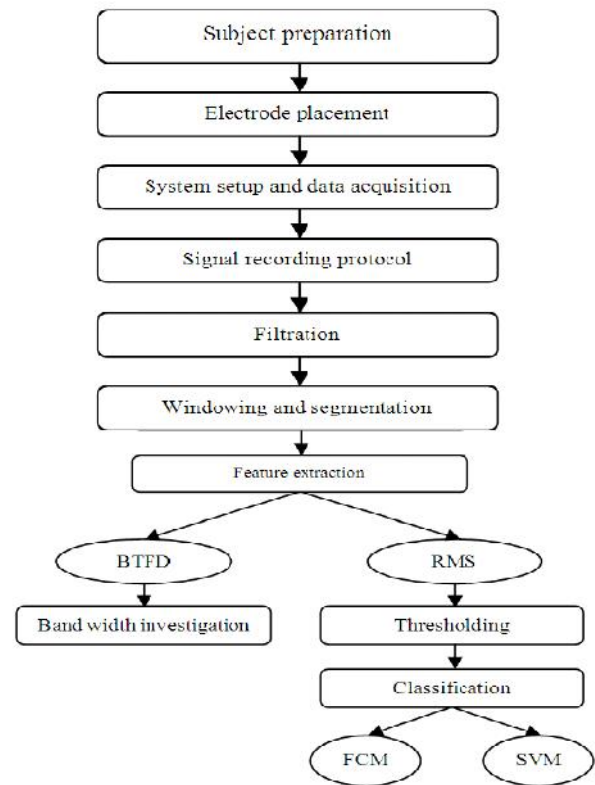 Subject preparation
Electrode placement
System setup and data acquisition
Signal recording protocol
Filtration
Windowing and segmentation
Feature extraction
BTFD
RMS
Band width investigation
Thresholding
Classification
FCM
SVM